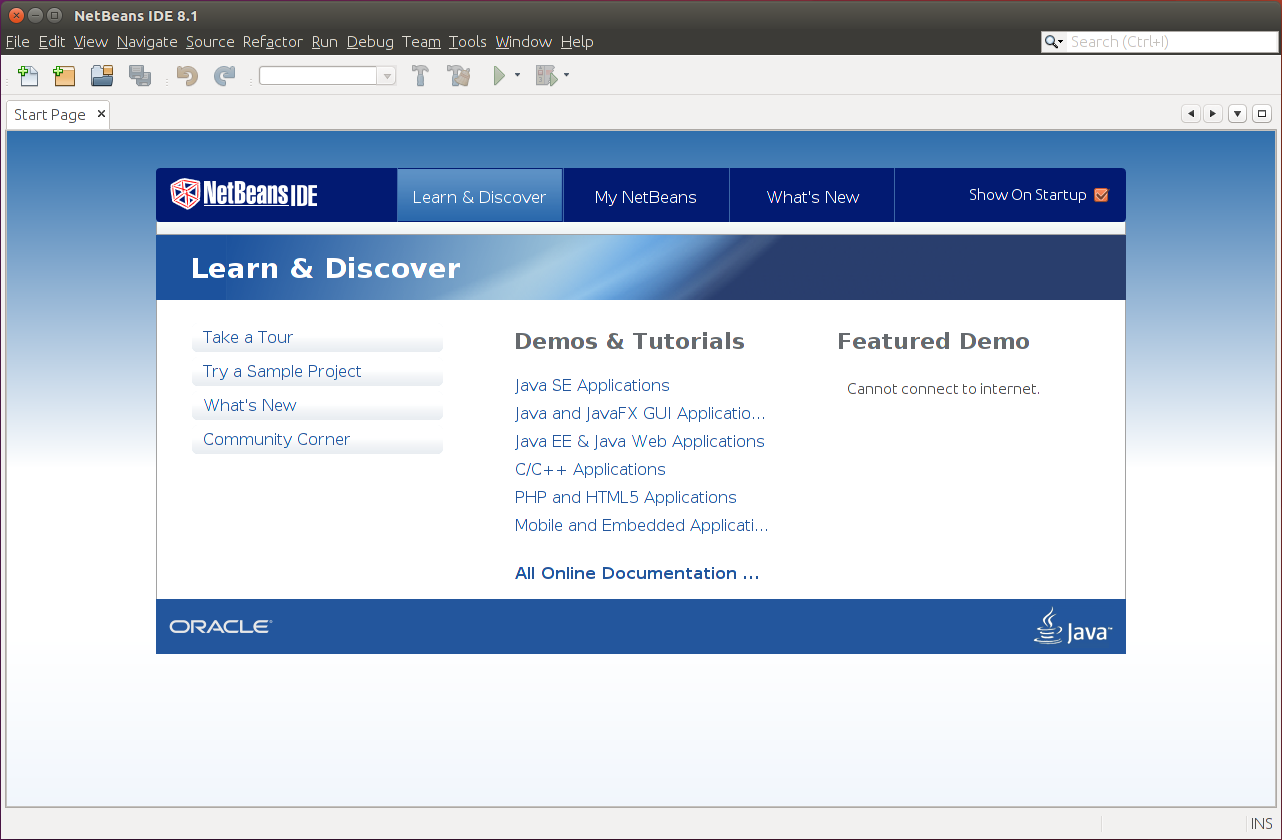 NetBeans IDE 8.1
File Edit View Navigate Source Refactor Run Debug Team Tools Window Help
Search (Ctrl+I)
Start Page
NetBeans IDE
Learn & Discover
My NetBeans
What's New
Show On Startup
Learn & Discover
Take a Tour
Try a Sample Project
What's New
Community Corner
Demos & Tutorials
Java SE Applications
Java and JavaFX GUI Applicatio...
Java EE & Java Web Applications
C/C++ Applications
PHP and HTML5 Applications
Mobile and Embedded Applicati...
All Online Documentation ...
Featured Demo
Cannot connect to internet.
ORACLE
Java™
INS